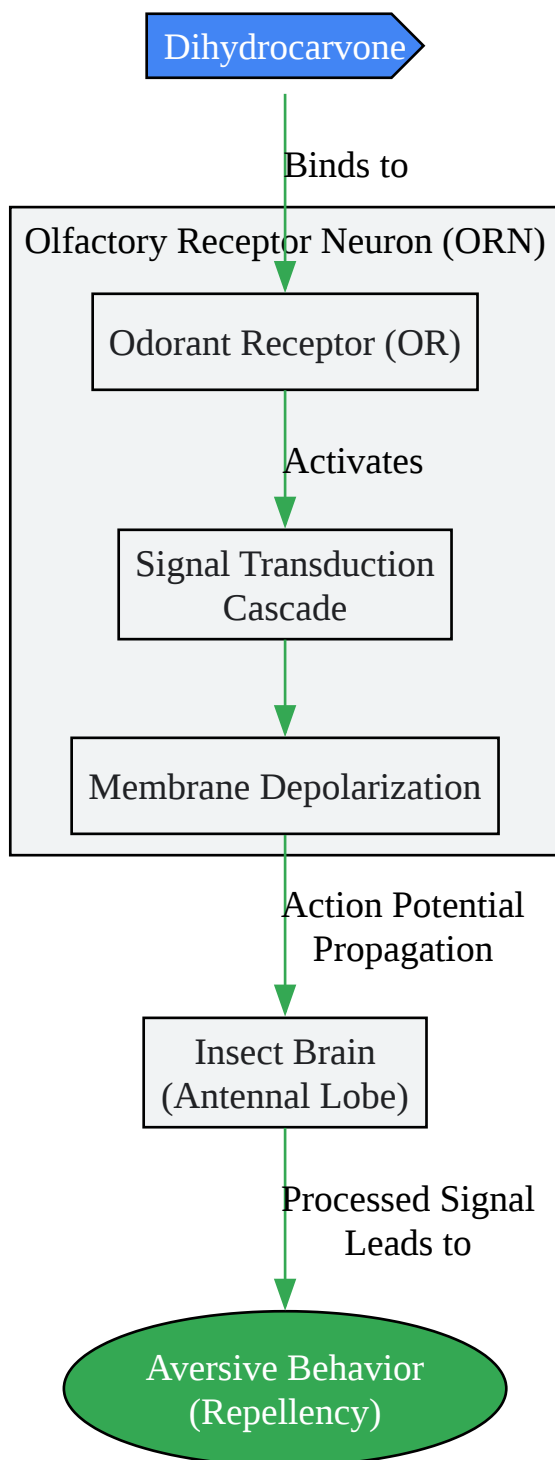 Dihydrocarvone
Binds to
Olfactory Receptor Neuron (ORN)
Odorant Receptor (OR)
Activates
Signal Transduction
Cascade
Membrane Depolarization
Action Potential
Propagation
Insect Brain
(Antennal Lobe)
Processed Signal
Leads to
Aversive Behavior
(Repellency)